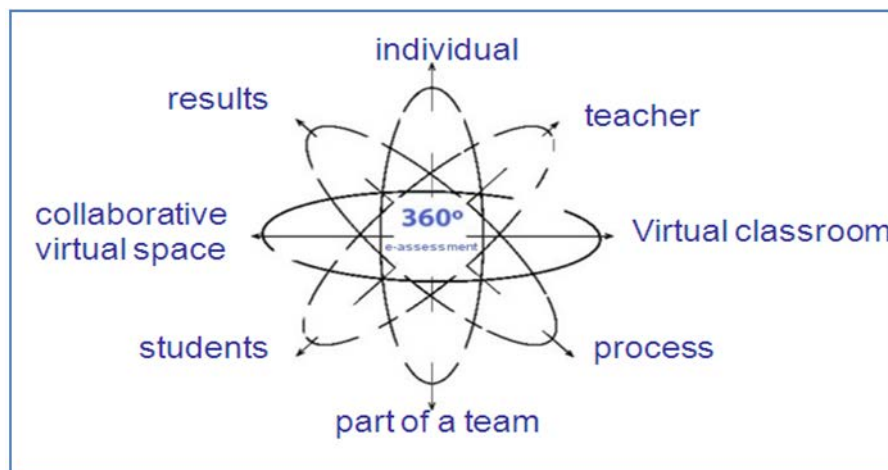 individual
results
teacher
collaborative
virtual space
360º
e-assessment
Virtual classroom
students
process
part of a team